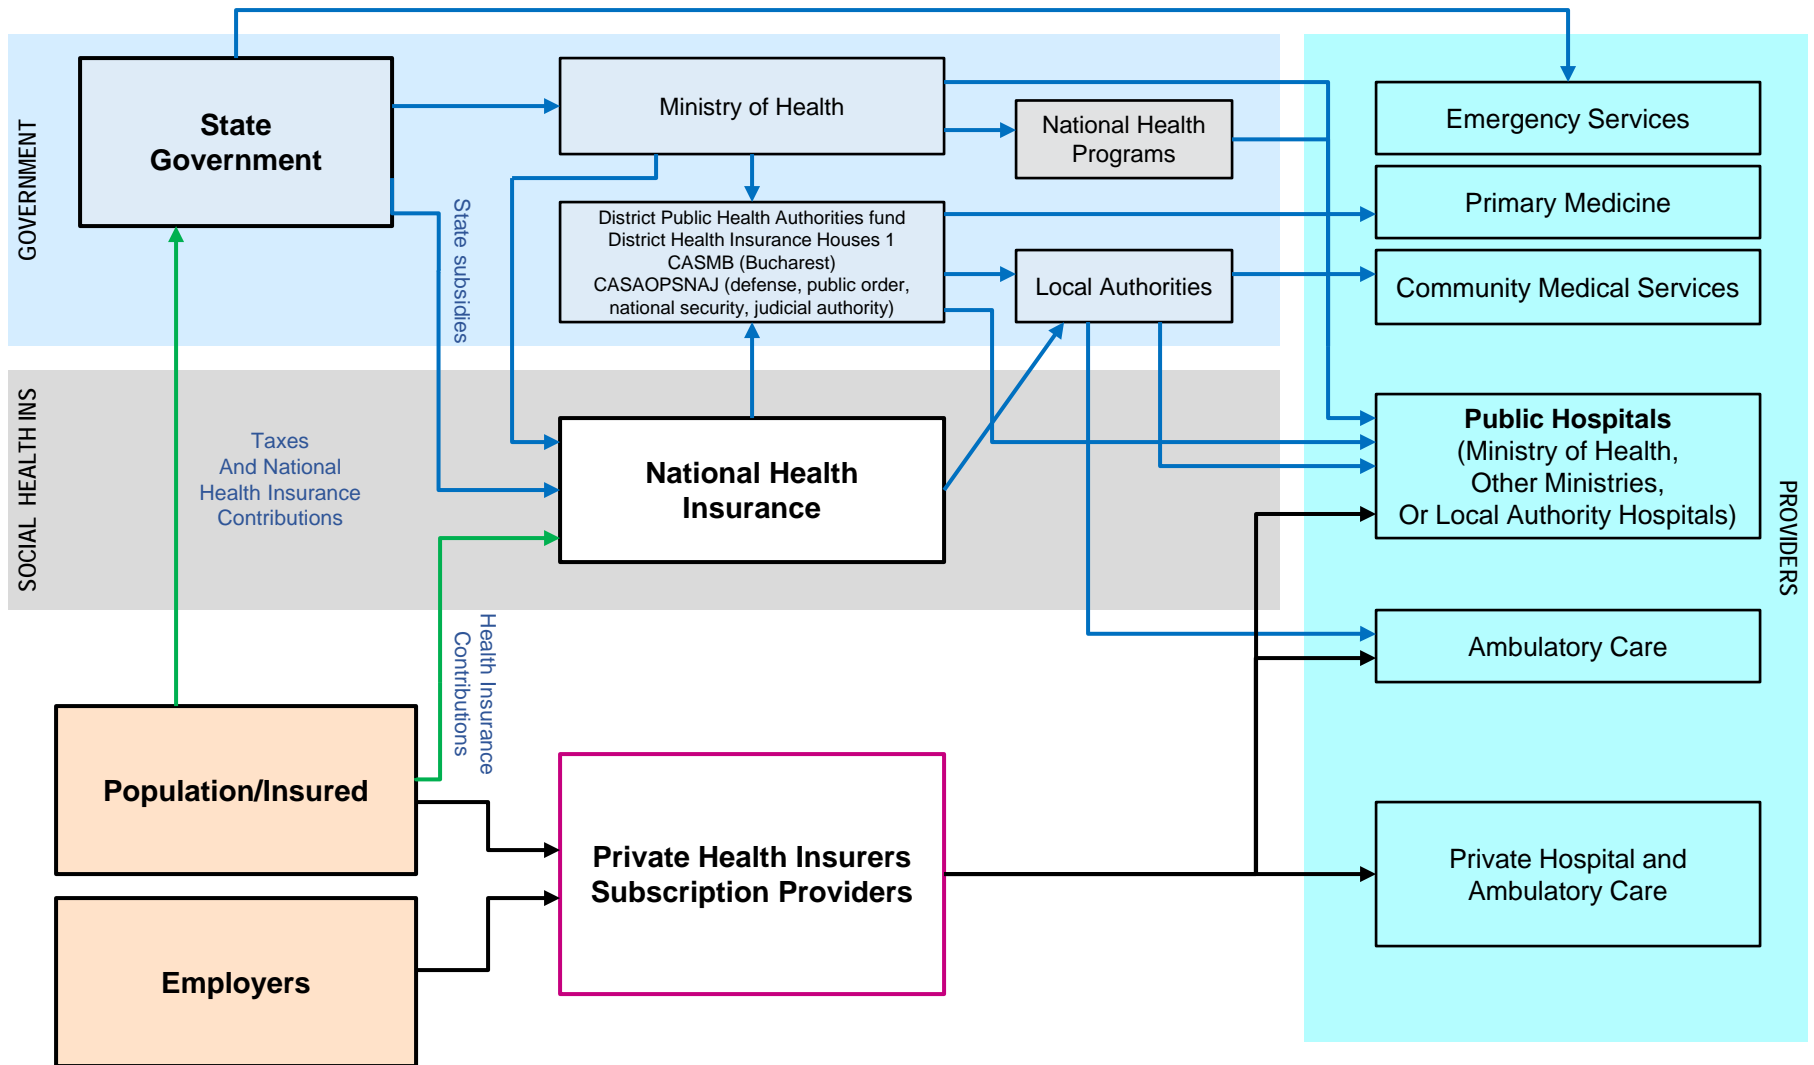 GOVERNMENT
State
Government
Ministry of Health
National Health
Programs
State subsidies
District Public Health Authorities fund
District Health Insurance Houses 1
CASMB (Bucharest)
CASAOPSNAJ (defense, public order,
national security, judicial authority)
Local Authorities
Emergency Services
Primary Medicine
Community Medical Services
SOCIAL HEALTH INS
Taxes
And National
Health Insurance
Contributions
National Health
Insurance
Public Hospitals
(Ministry of Health,
Other Ministries,
Or Local Authority Hospitals)
PROVIDERS
Health Insurance
Contributions
Ambulatory Care
Population/Insured
Private Health Insurers
Subscription Providers
Private Hospital and
Ambulatory Care
Employers